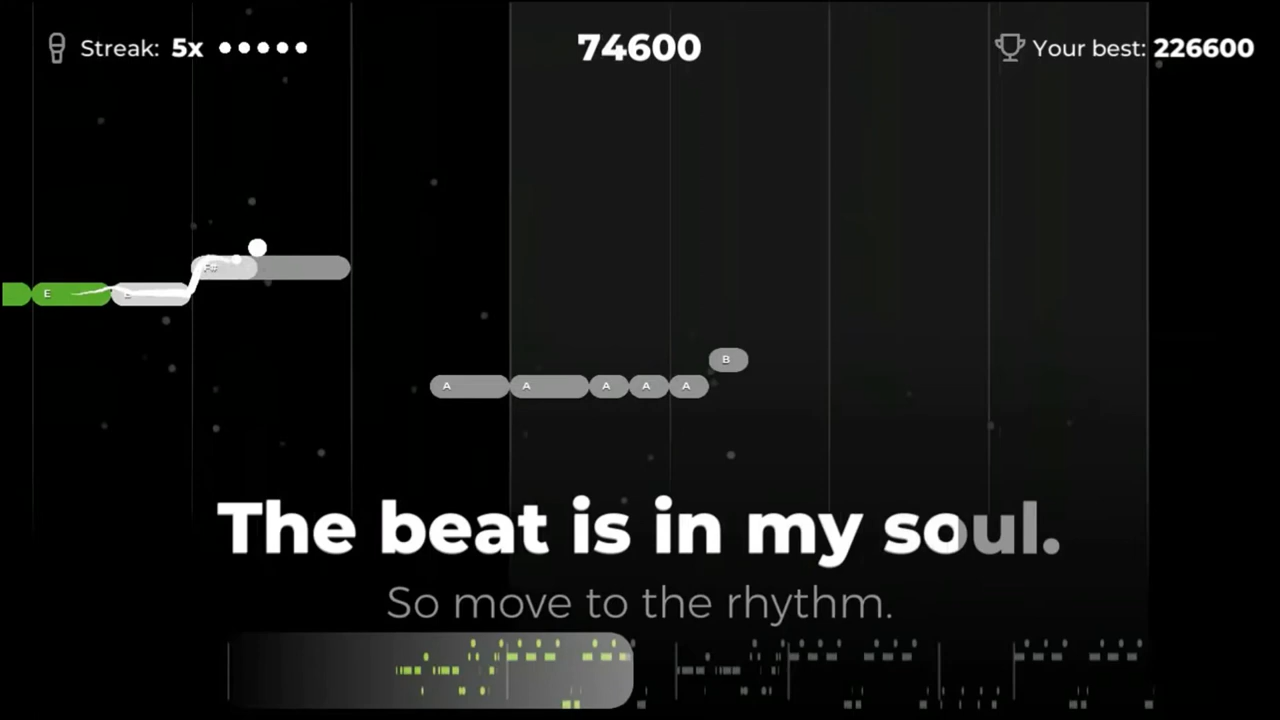 Streak: 5x
74600
Your best: 226600
F#
E
A A A A A
B
The beat is in my soul.
So move to the rhythm.